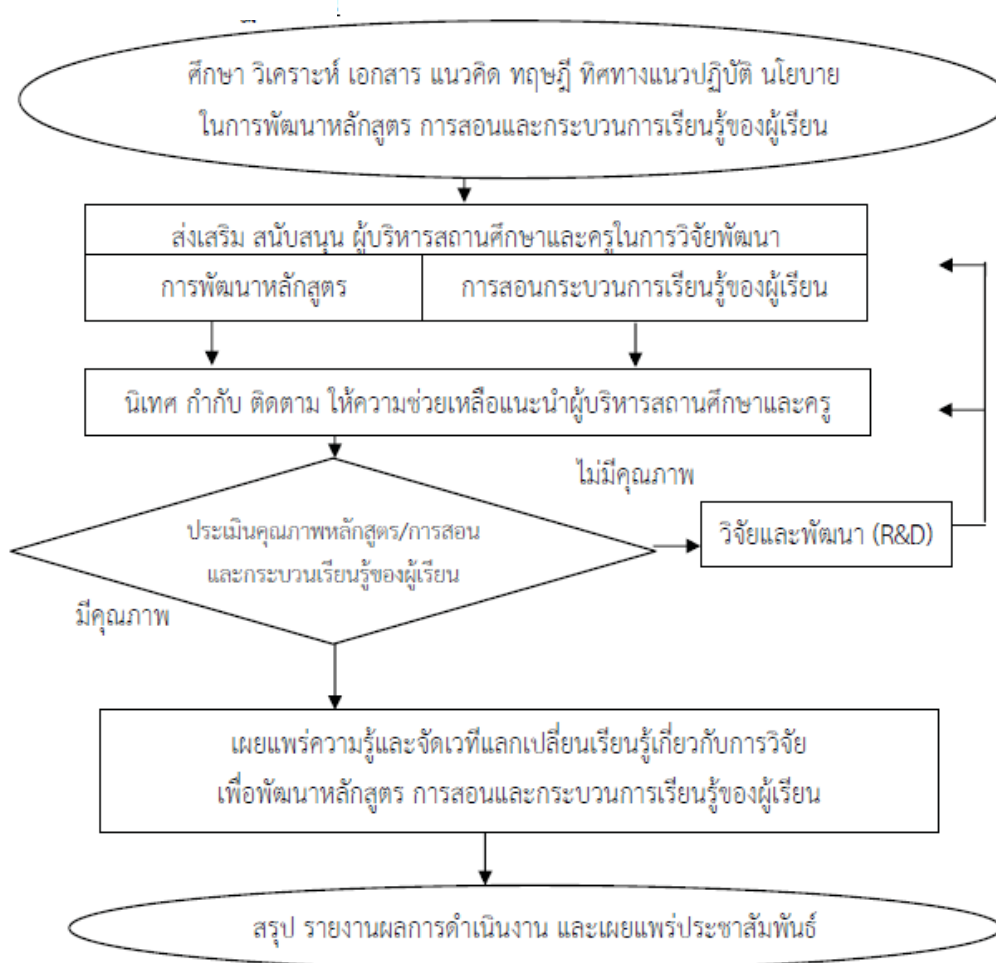 ศึกษา วิเคราะห์ เอกสาร แนวคิด ทฤษฎี ทิศทางแนวปฏิบัติ นโยบาย
ในการพัฒนาหลักสูตร การสอนและกระบวนการเรียนรู้ของผู้เรียน
ส่งเสริม สนับสนุน ผู้บริหารสถานศึกษาและครูในการวิจัยพัฒนา
การพัฒนาหลักสูตร
การสอนกระบวนการเรียนรู้ของผู้เรียน
นิเทศ กำกับ ติดตาม ให้ความช่วยเหลือแนะนำผู้บริหารสถานศึกษาและครู
ไม่มีคุณภาพ
ประเมินคุณภาพหลักสูตร/การสอน
และกระบวนเรียนรู้ของผู้เรียน
วิจัยและพัฒนา (R&D)
มีคุณภาพ
เผยแพร่ความรู้และจัดเวทีแลกเปลี่ยนเรียนรู้เกี่ยวกับการวิจัย
เพื่อพัฒนาหลักสูตร การสอนและกระบวนการเรียนรู้ของผู้เรียน
สรุป รายงานผลการดำเนินงาน และเผยแพร่ประชาสัมพันธ์